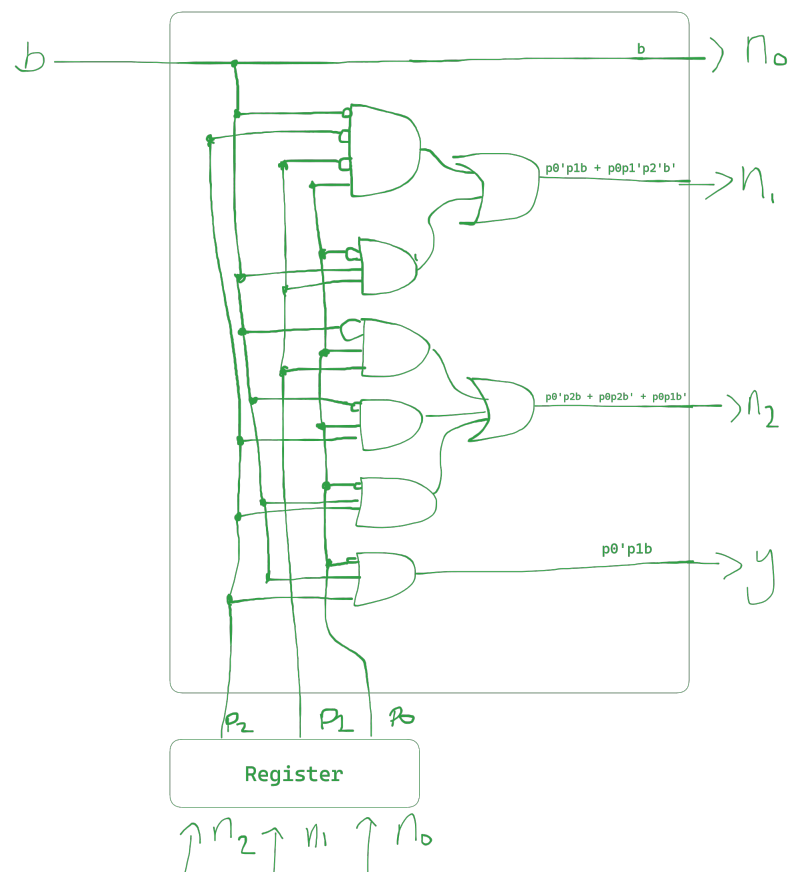 b
b
n0
p0'p1b + p0p1'p2'b'
n1
p0'p2b + p0p2b' + p0p1b'
n2
p0'p1b
y
P2 P2 P0
Register
n2 n1 n0